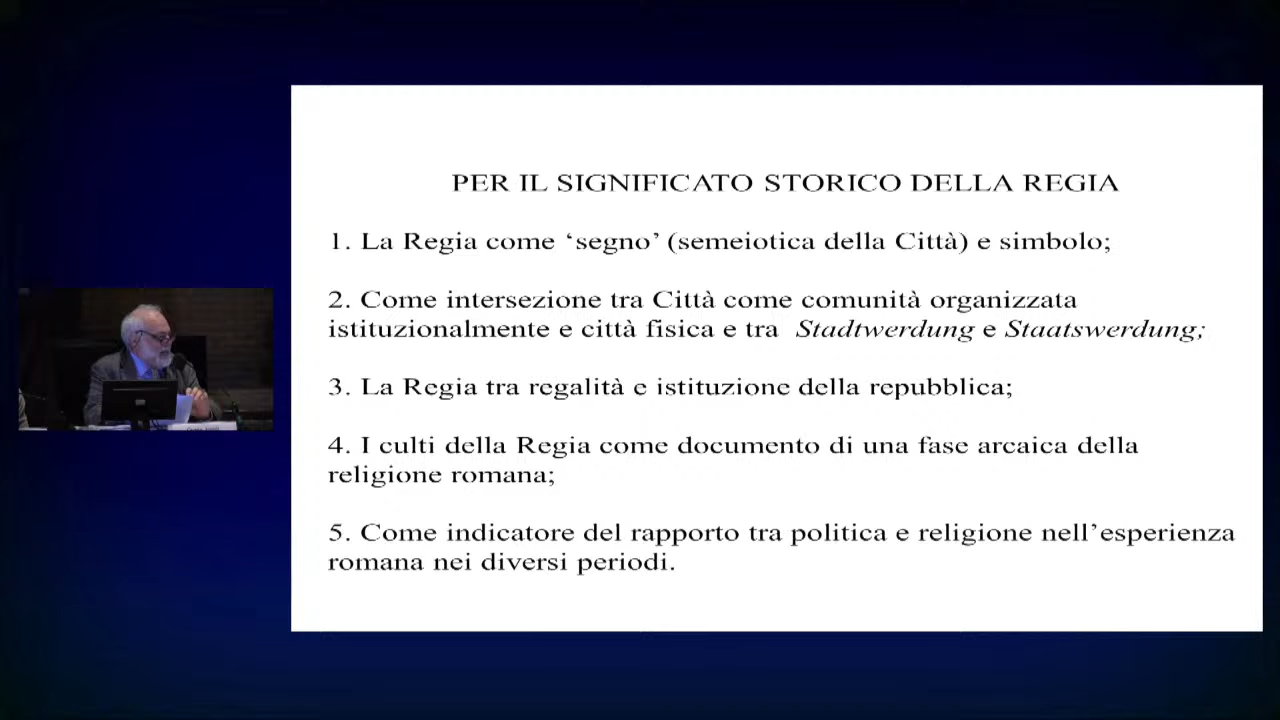 PER IL SIGNIFICATO STORICO DELLA REGIA
1. La Regia come ‘segno’ (semeiotica della Città) e simbolo;
2. Come intersezione tra Città come comunità organizzata
istituzionalmente e città fisica e tra Stadtwerdung e Staatswerdung;
3. La Regia tra regalità e istituzione della repubblica;
4. I culti della Regia come documento di una fase arcaica della
religione romana;
5. Come indicatore del rapporto tra politica e religione nell’esperienza
romana nei diversi periodi.